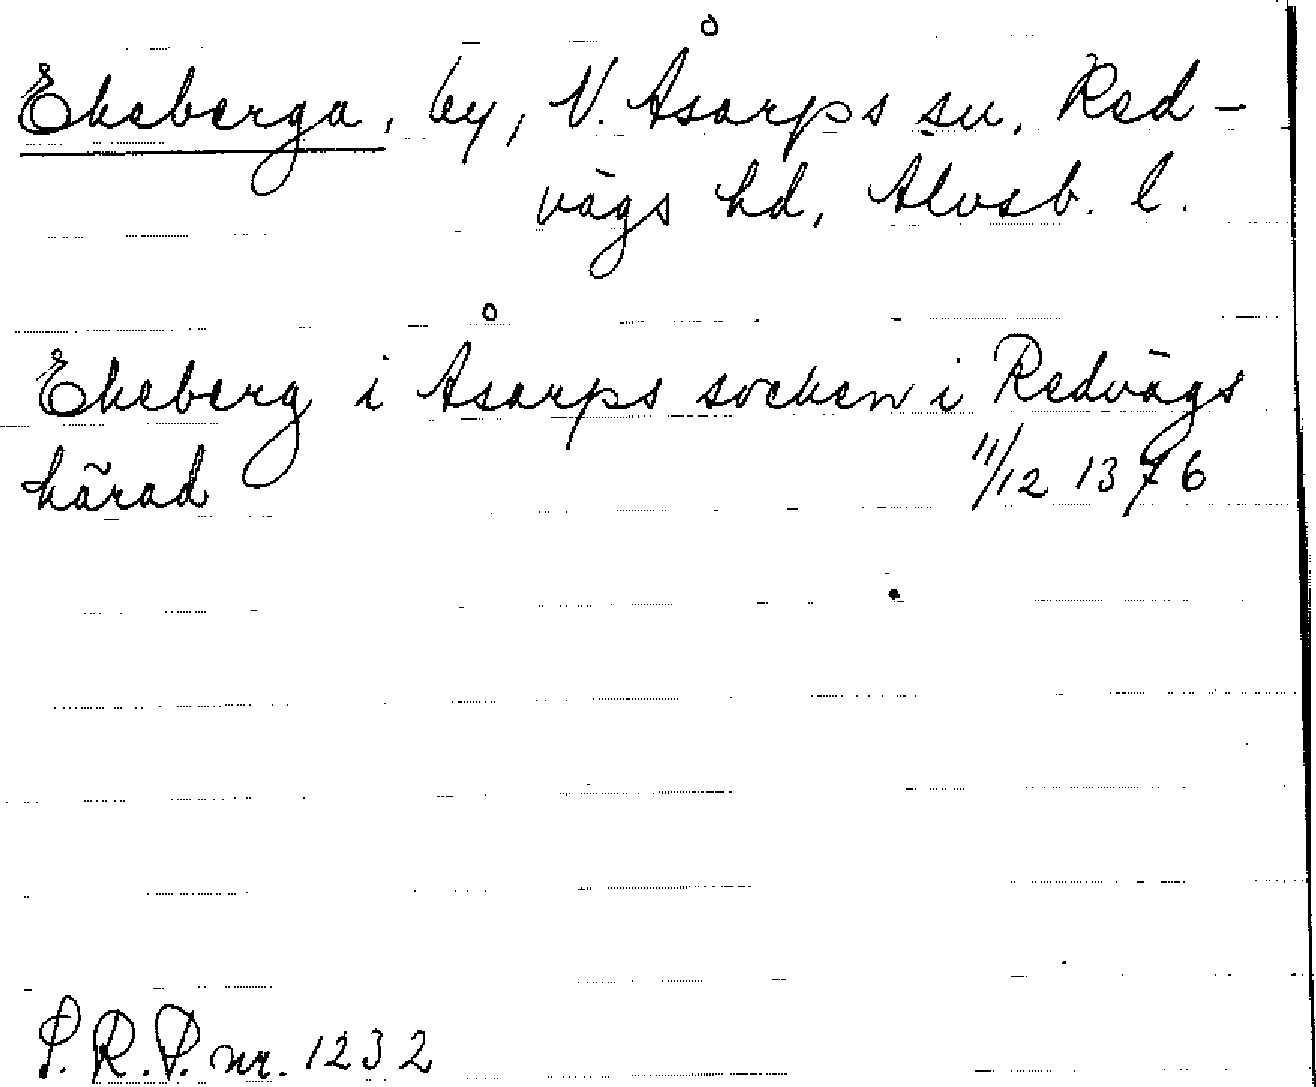 Ekeberga, by, N. Åsarps sn, Red-
vägs hd, Älvsb. l.
Ekeberg i Åsarps socken i Redvägs
härad 11/12 1376
P.R.P. nr. 1232